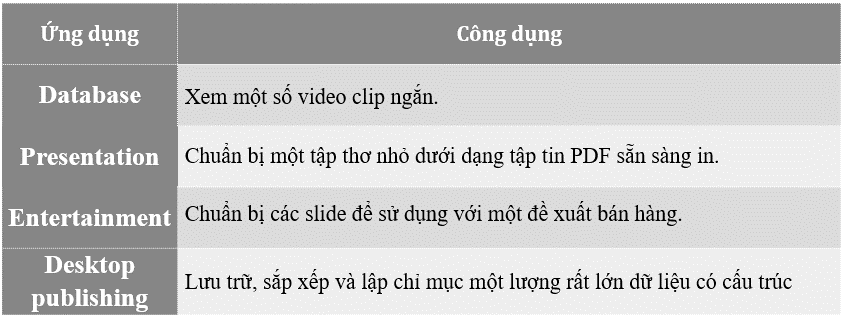 Ứng dụng Công dụng
Database Xem một số video clip ngắn.
Presentation Chuẩn bị một tập thơ nhỏ dưới dạng tập tin PDF sẵn sàng in.
Entertainment Chuẩn bị các slide để sử dụng với một đề xuất bán hàng.
Desktop
publishing Lưu trữ, sắp xếp và lập chỉ mục một lượng rất lớn dữ liệu có cấu trúc